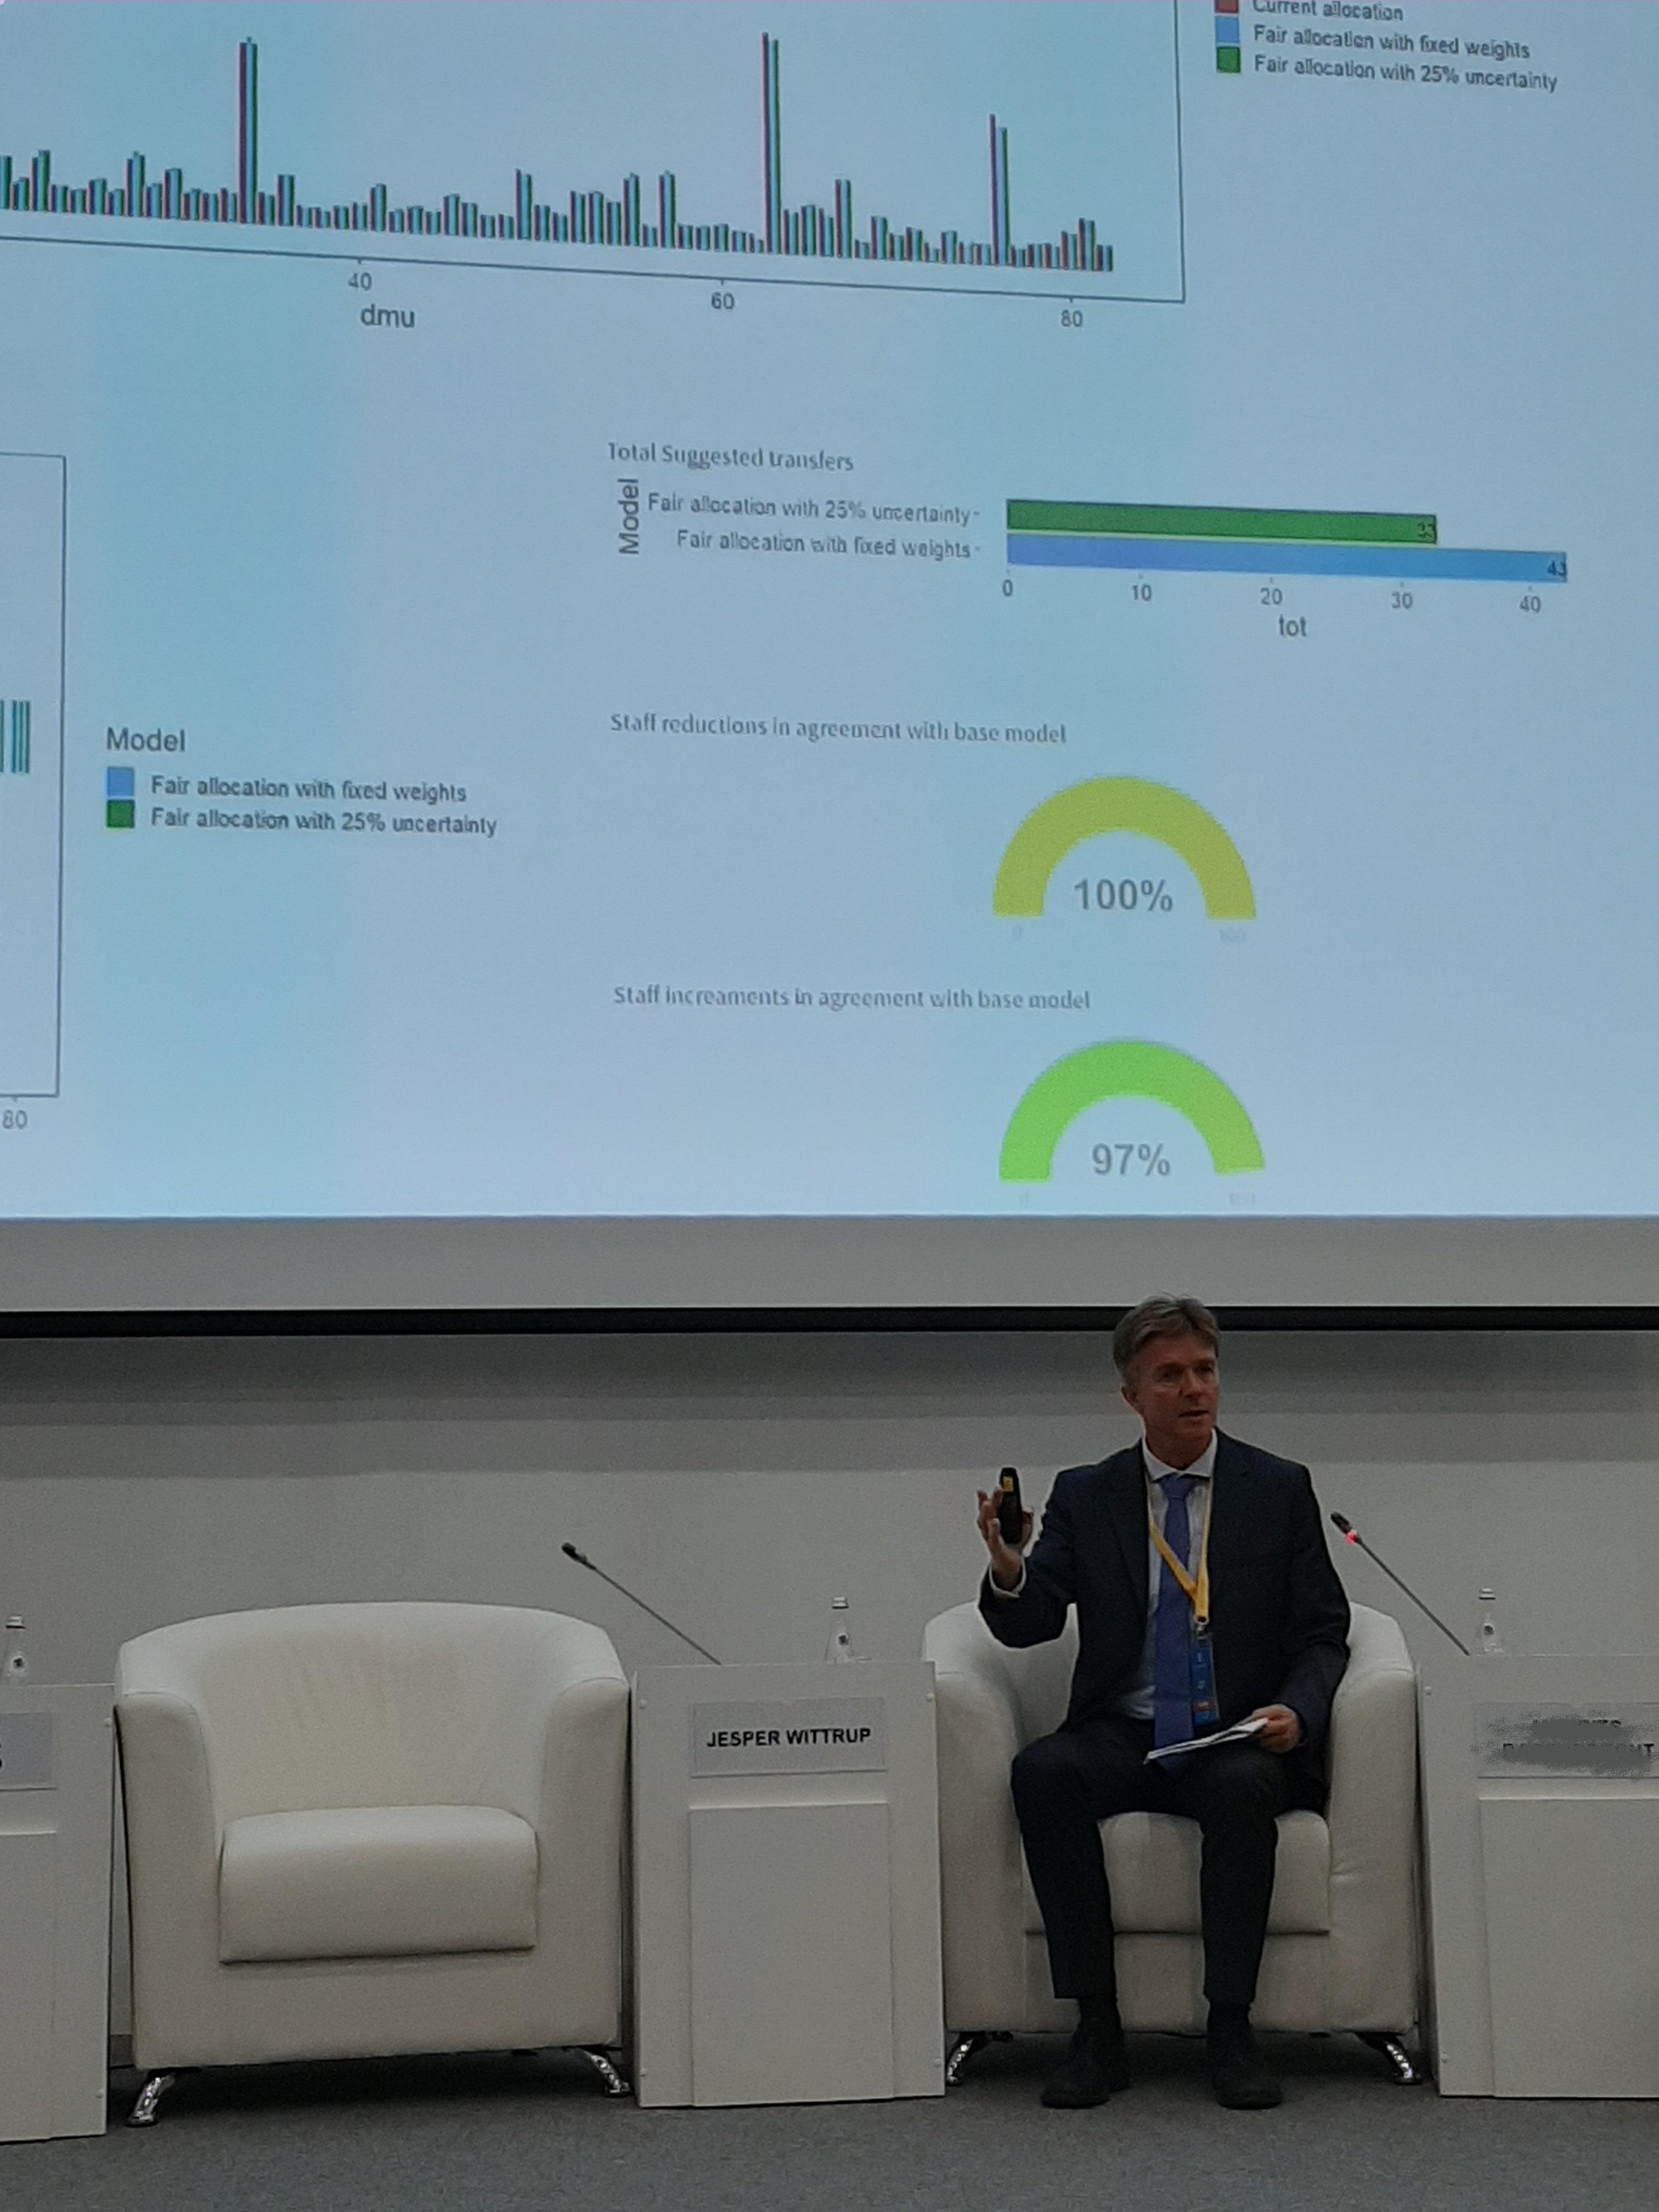 Current allocation
Fair allocation with fixed weights
Fair allocation with 25% uncertainty
40
60
80
dmu
Total Suggested transfers
Model
Fair allocation with 25% uncertainty
33
Fair allocation with fixed weights
43
0
10
20
30
40
tot
Staff reductions in agreement with base model
100%
0
100
Model
Fair allocation with fixed weights
Fair allocation with 25% uncertainty
80
Staff increaments in agreement with base model
97%
JESPER WITTRUP